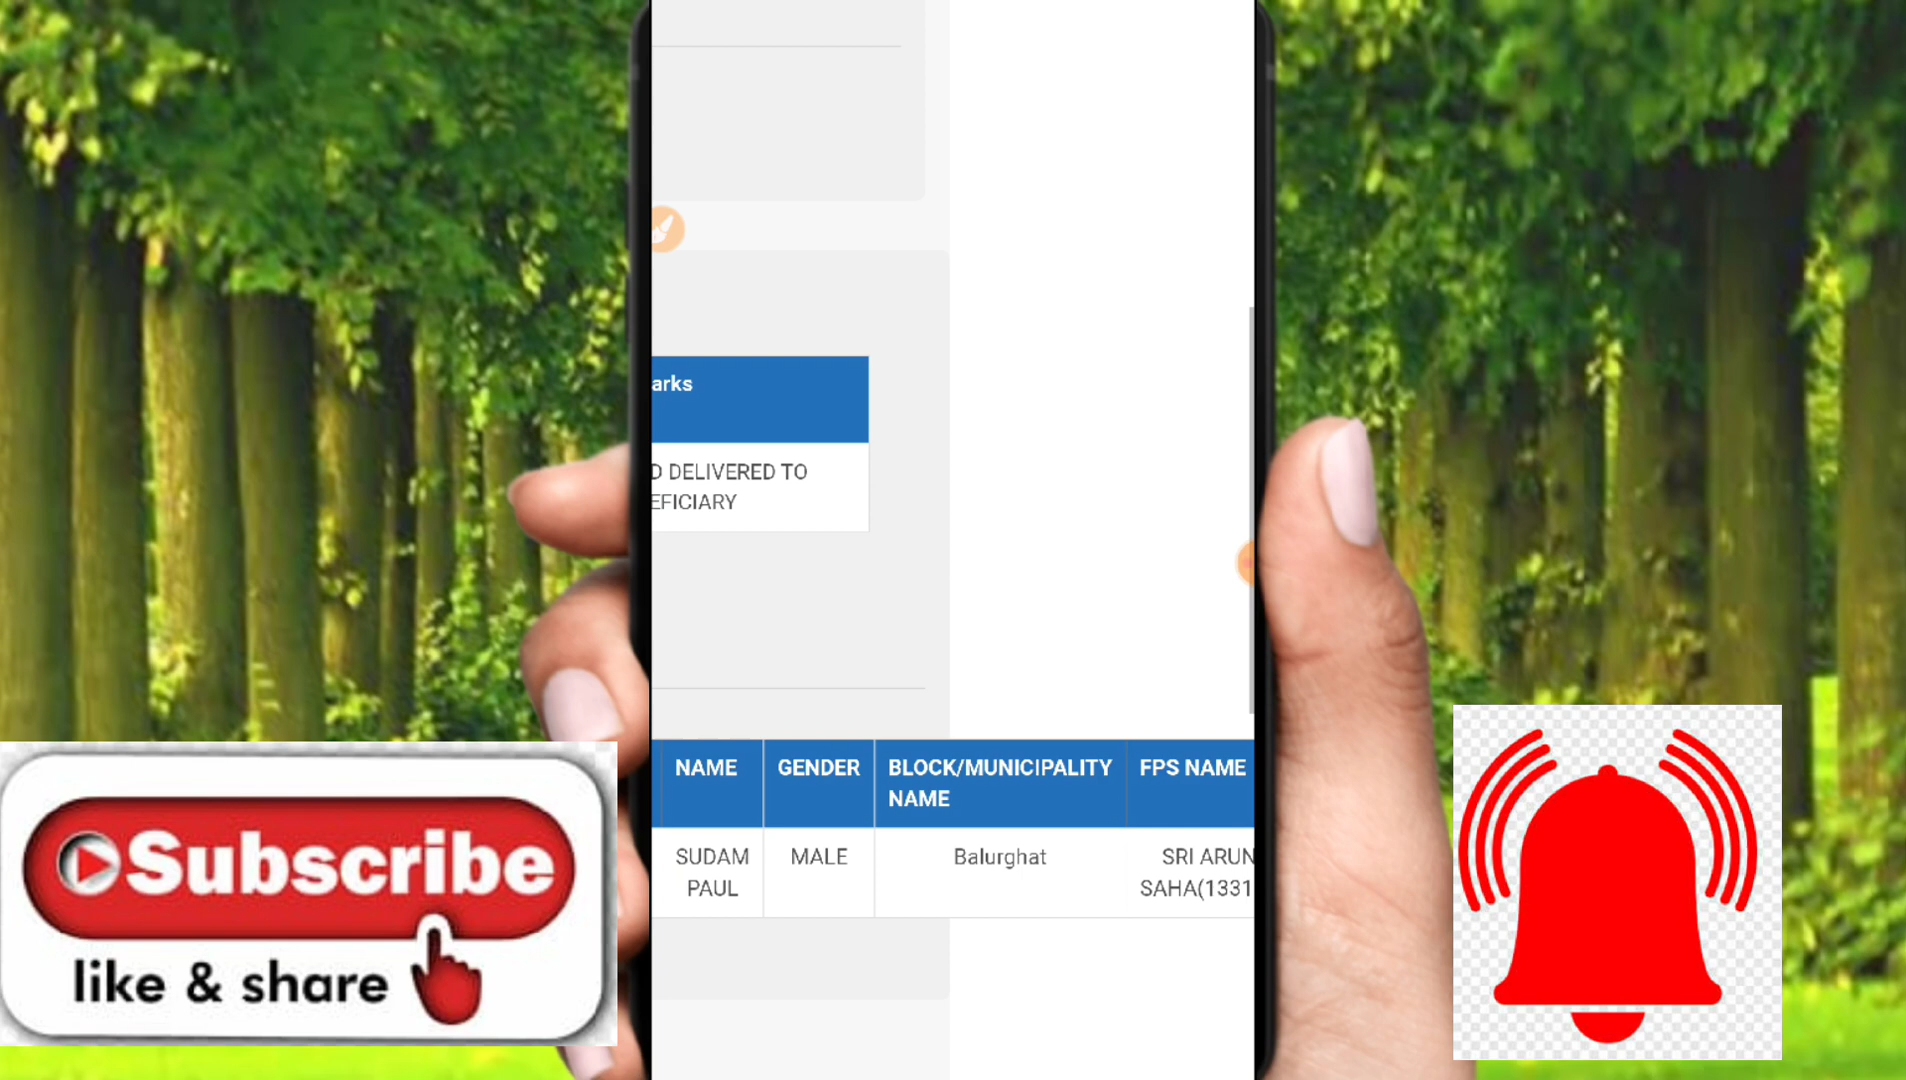 arks
D DELIVERED TO
EFICIARY
NAME GENDER BLOCK/MUNICIPALITY NAME FPS NAME
SUDAM PAUL MALE Balurghat SRI ARUN SAHA(1331
Subscribe
like & share